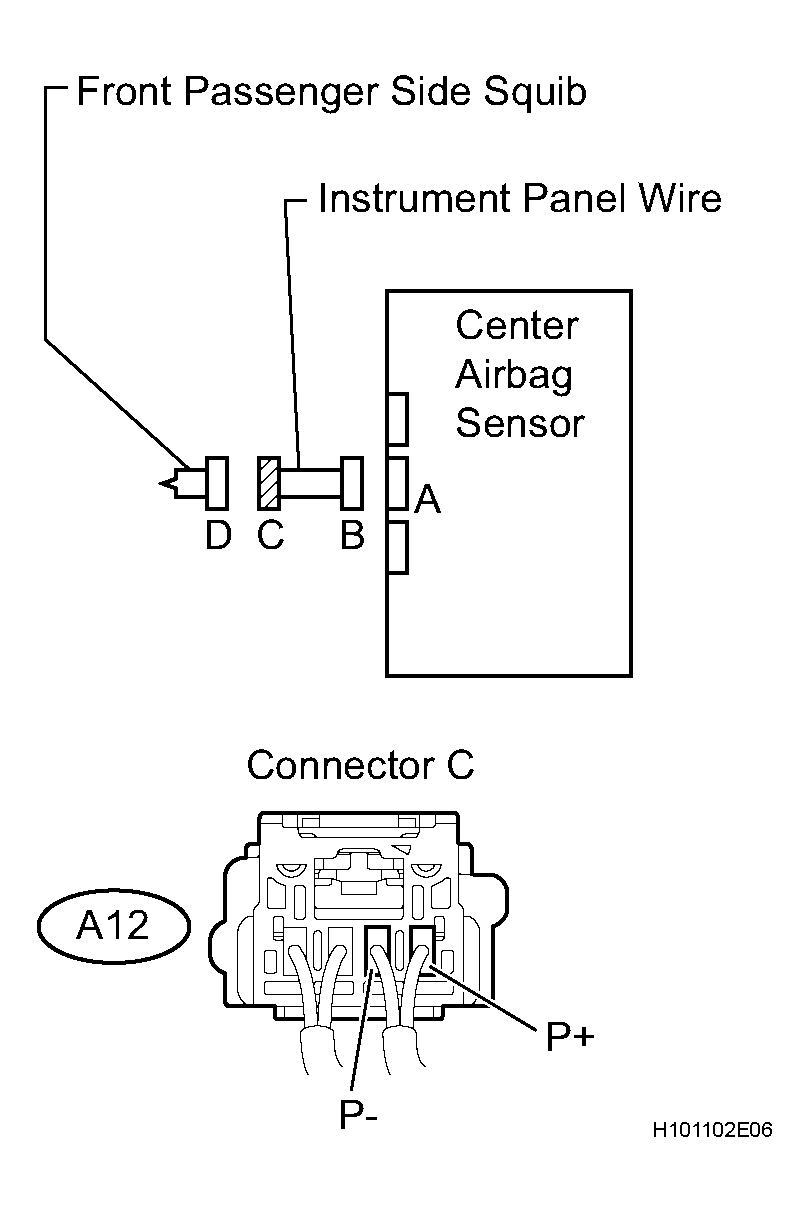 Front Passenger Side Squib
Instrument Panel Wire
Center
Airbag
Sensor
A
D
C
B
Connector C
A12
P+
P-
H101102E06